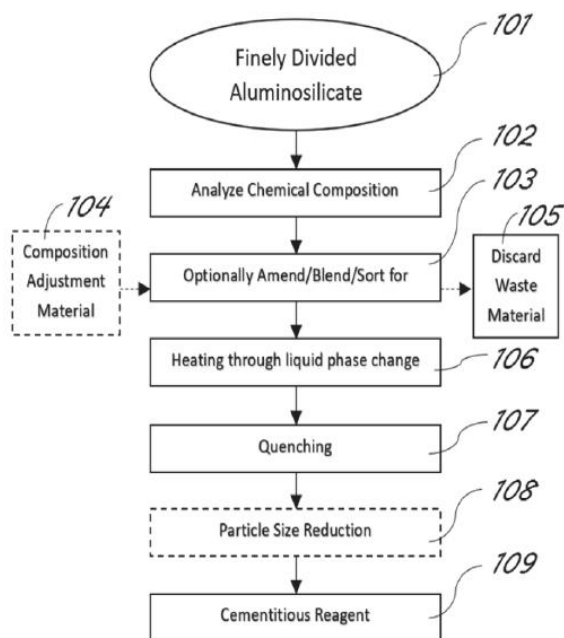 101
Finely Divided
Aluminosilicate
102
Analyze Chemical Composition
103
104
105
Composition
Adjustment
Material
Optionally Amend/Blend/Sort for
Discard
Waste
Material
Heating through liquid phase change
106
107
Quenching
108
Particle Size Reduction
109
Cementitious Reagent